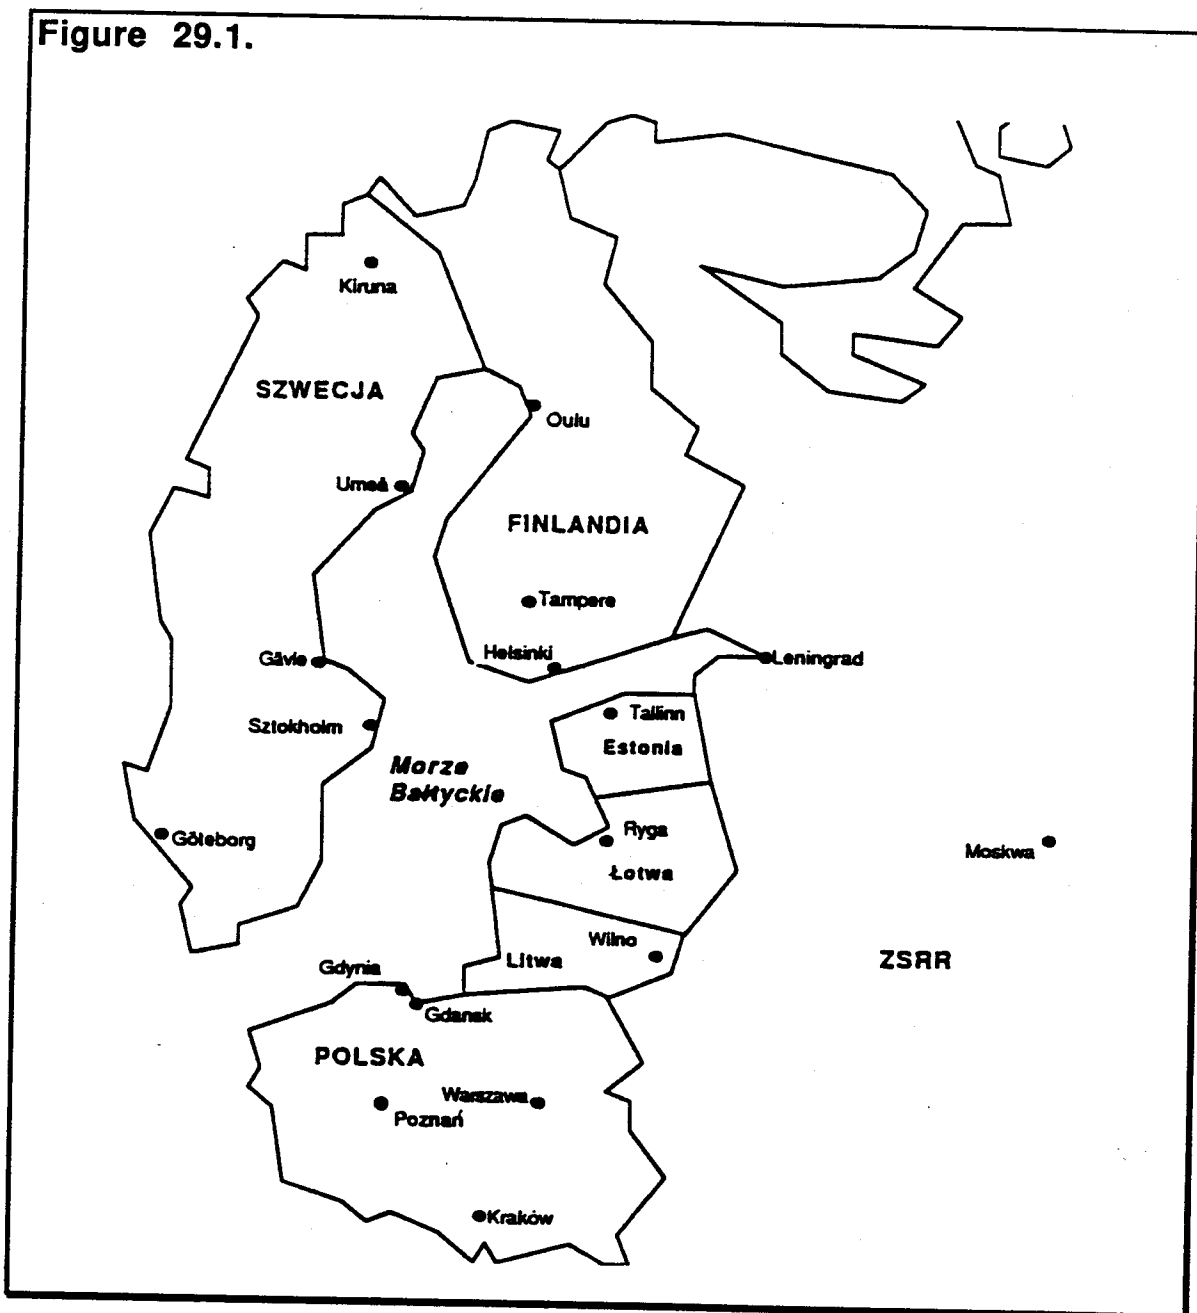 Figure 29.1.
Kiruna
SZWECJA
Oulu
Umeå
FINLANDIA
Tampere
Helsinki
Gävle
Leningrad
Sztokholm
Tallinn
Estonia
Morze
Bałtyckie
Göteborg
Ryga
Moskwa
Łotwa
Wilno
Litwa
ZSRR
Gdynia
Gdansk
POLSKA
Warszawa
Poznań
Kraków